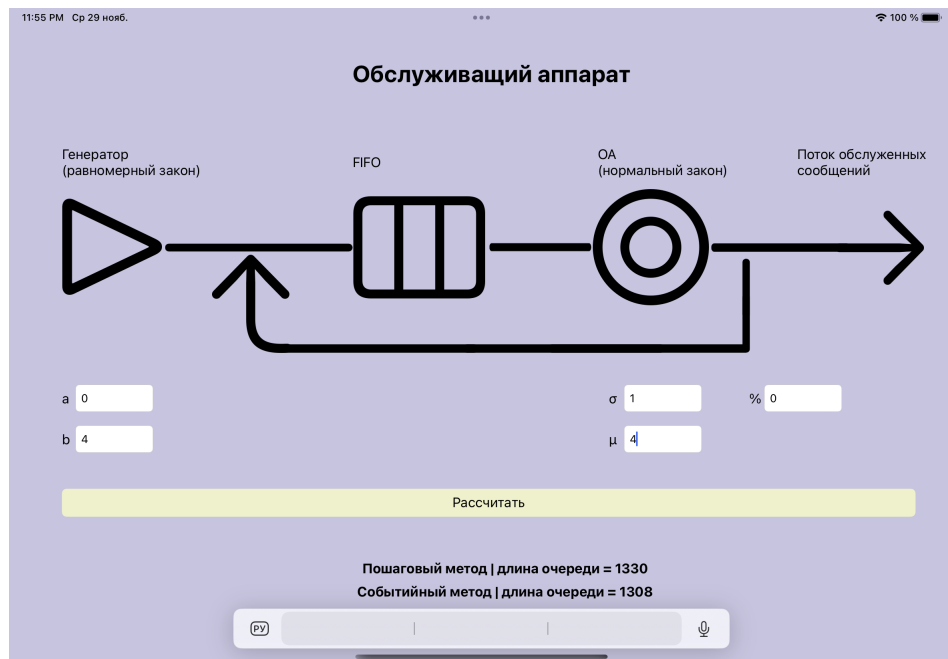 11:55 PM Ср 29 нояб.
100 %
Обслуживащий аппарат
Генератор
(равномерный закон)
FIFO
ОА
(нормальный закон)
Поток обслуженных
сообщений
a 0
σ 1
% 0
b 4
μ 4
Рассчитать
Пошаговый метод | длина очереди = 1330
Событийный метод | длина очереди = 1308
РУ